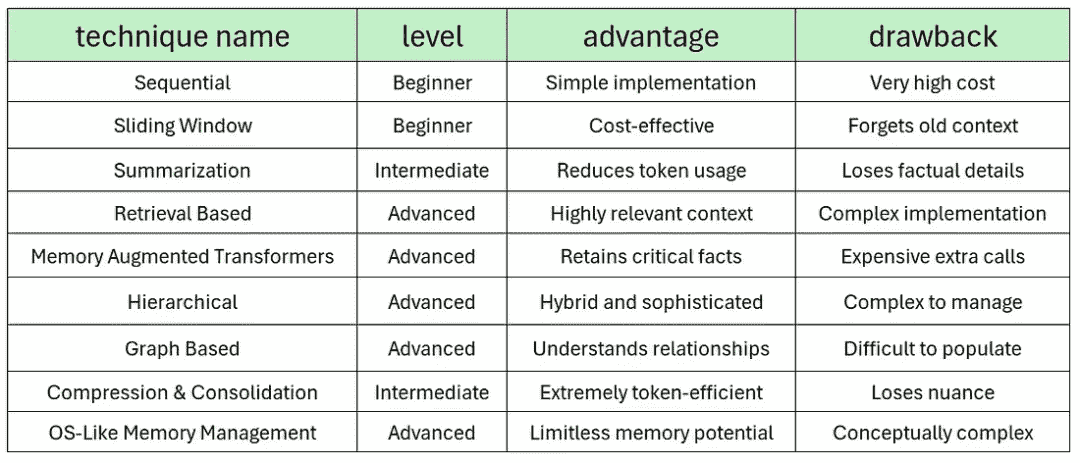 technique name level advantage drawback
Sequential Beginner Simple implementation Very high cost
Sliding Window Beginner Cost-effective Forgets old context
Summarization Intermediate Reduces token usage Loses factual details
Retrieval Based Advanced Highly relevant context Complex implementation
Memory Augmented Transformers Advanced Retains critical facts Expensive extra calls
Hierarchical Advanced Hybrid and sophisticated Complex to manage
Graph Based Advanced Understands relationships Difficult to populate
Compression & Consolidation Intermediate Extremely token-efficient Loses nuance
OS-Like Memory Management Advanced Limitless memory potential Conceptually complex